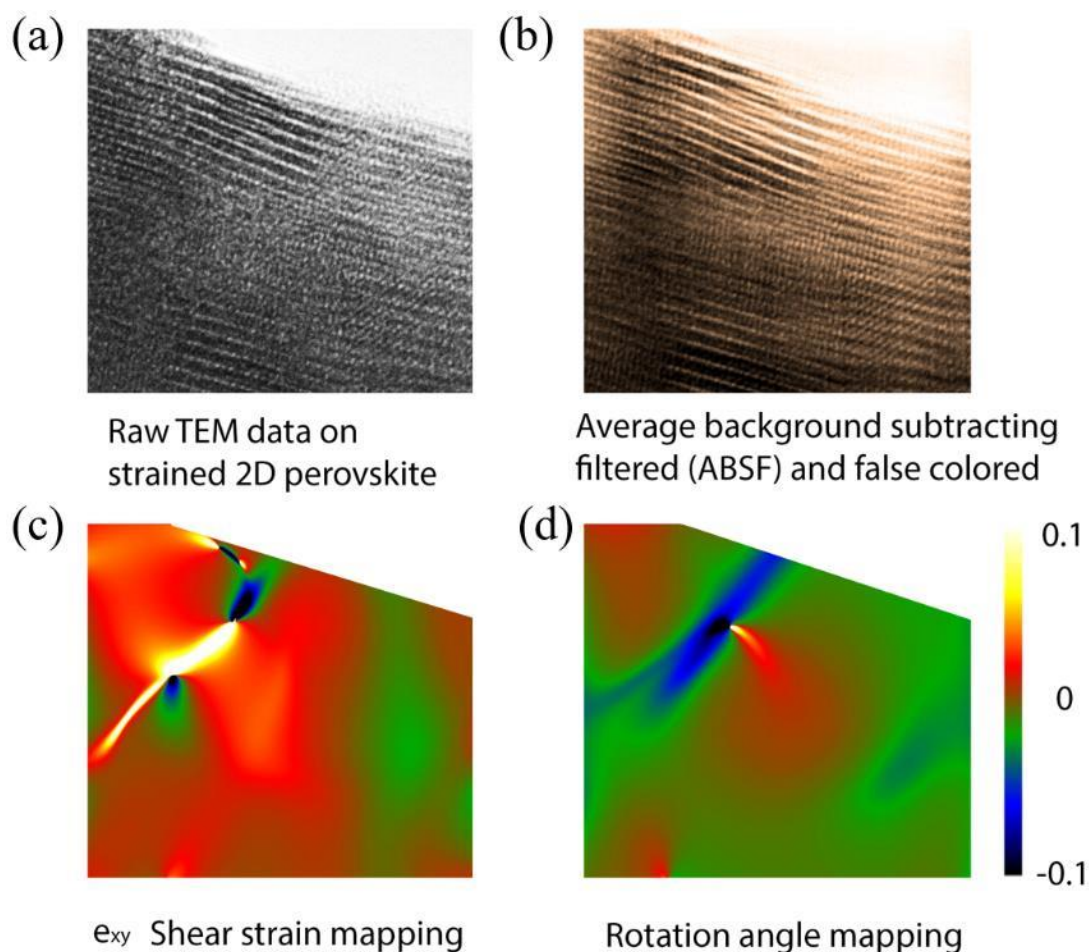 (a)
(b)
Raw TEM data on
strained 2D perovskite
Average background subtracting
filtered (ABSF) and false colored
(c)
(d)
0.1
0
-0.1
exy Shear strain mapping
Rotation angle mapping